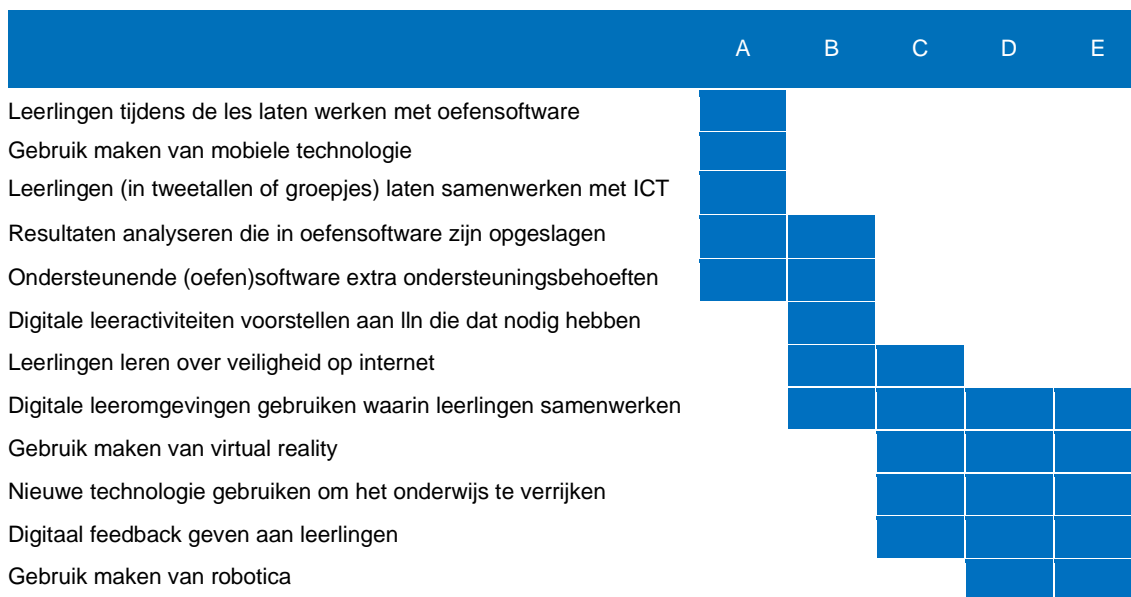 A B C D E
Leerlingen tijdens de les laten werken met oefensoftware
Gebruik maken van mobiele technologie
Leerlingen (in tweetallen of groepjes) laten samenwerken met ICT
Resultaten analyseren die in oefensoftware zijn opgeslagen
Ondersteunende (oefen)software extra ondersteuningsbehoeften
Digitale leeractiviteiten voorstellen aan lln die dat nodig hebben
Leerlingen leren over veiligheid op internet
Digitale leeromgevingen gebruiken waarin leerlingen samenwerken
Gebruik maken van virtual reality
Nieuwe technologie gebruiken om het onderwijs te verrijken
Digitaal feedback geven aan leerlingen
Gebruik maken van robotica